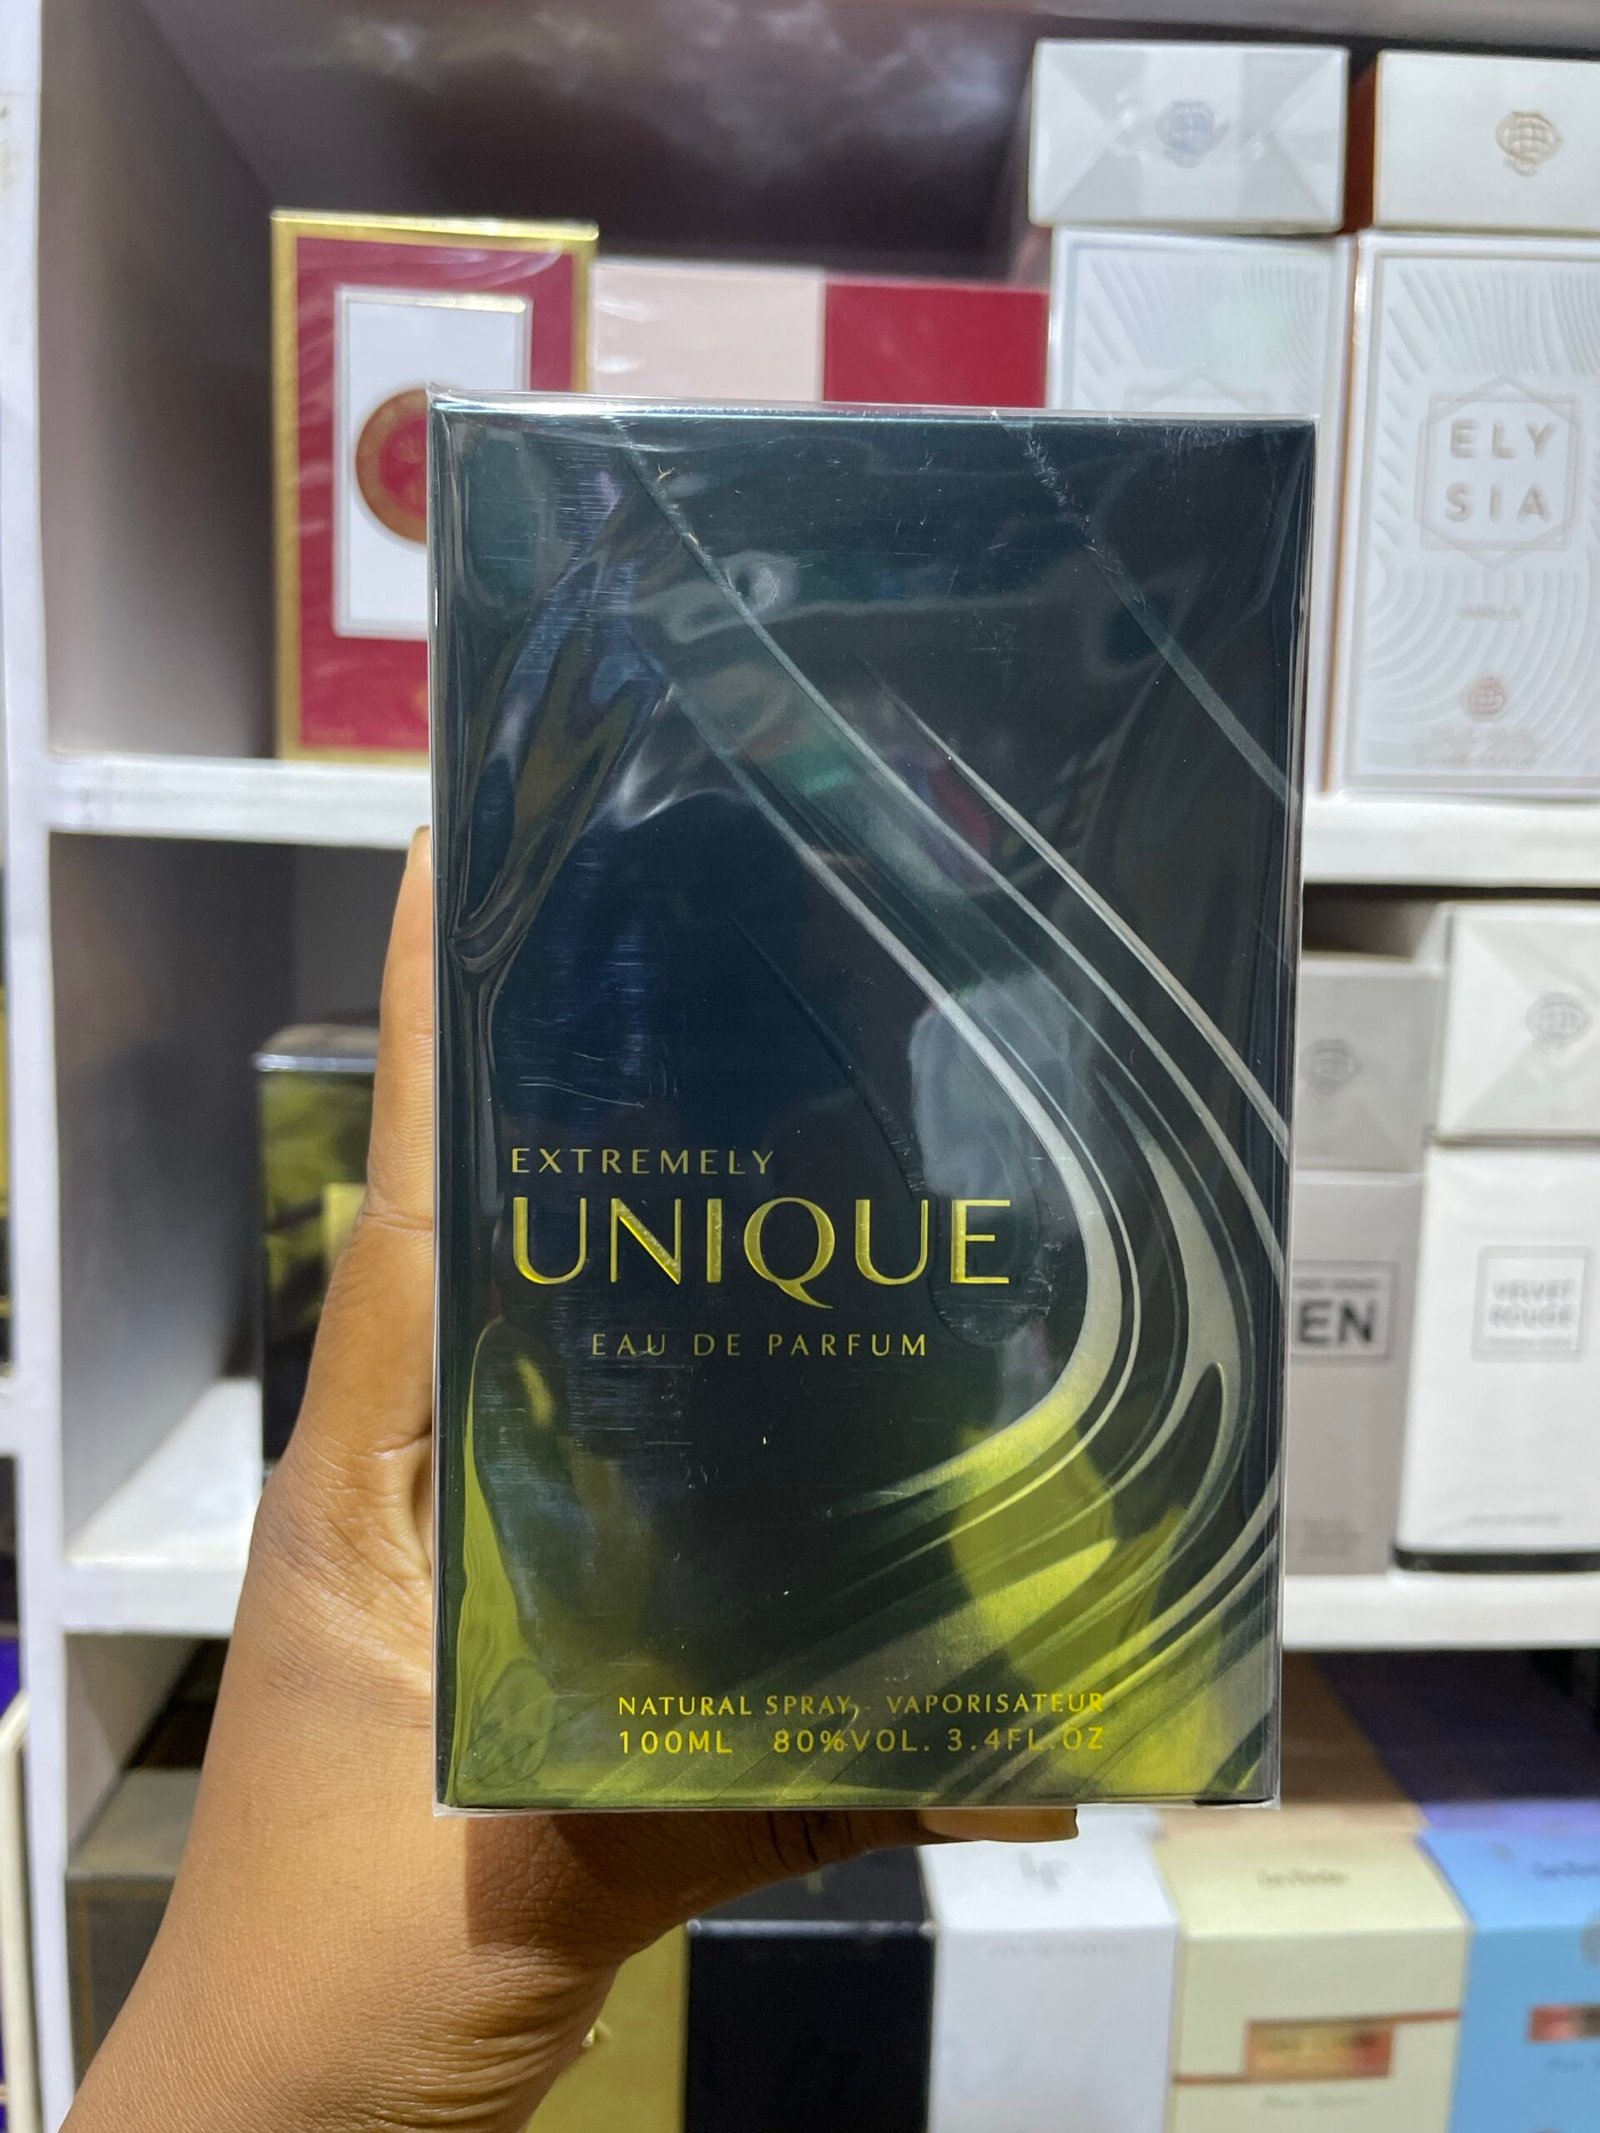 ELY
SIA
EXTREMELY
UNIQUE
EAU DE PARFUM
EN
VELVET
ROUGE
NATURAL SPRAY - VAPORISATEUR
100ML 80%VOL. 3.4FL.OZ